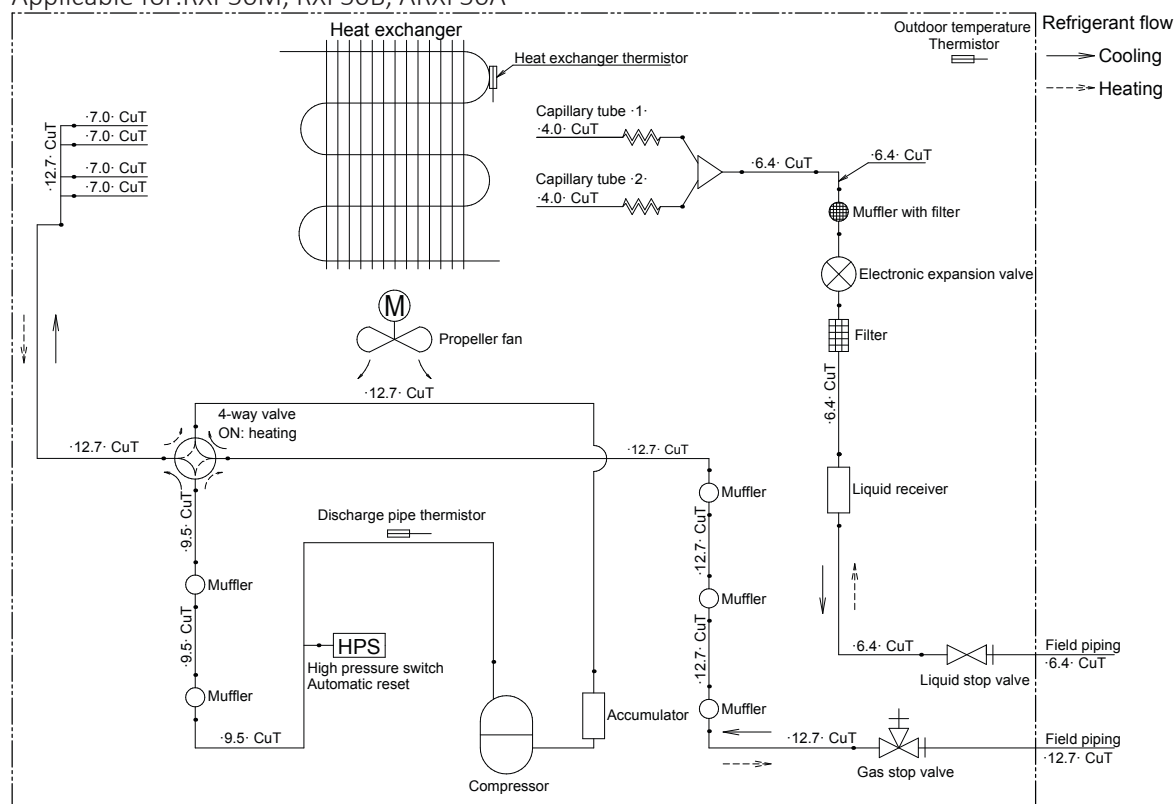 Applicable for:RXP50M, RXP50B, ARXP50A
Heat exchanger
Outdoor temperature
Thermistor
Refrigerant flow
Cooling
Heating
Heat exchanger thermistor
·7.0· CuT
·7.0· CuT
·7.0· CuT
·7.0· CuT
·12.7· CuT
Capillary tube ·1·
·4.0· CuT
Capillary tube ·2·
·4.0· CuT
·6.4· CuT
·6.4· CuT
Muffler with filter
Electronic expansion valve
Filter
·6.4· CuT
M
Propeller fan
·12.7· CuT
4-way valve
ON: heating
·12.7· CuT
·12.7· CuT
·9.5· CuT
Muffler
·9.5· CuT
Muffler
·9.5· CuT
Discharge pipe thermistor
HPS
High pressure switch
Automatic reset
Compressor
Accumulator
Muffler
·12.7· CuT
Muffler
·12.7· CuT
Muffler
Liquid receiver
·6.4· CuT
Liquid stop valve
Field piping
·6.4· CuT
·12.7· CuT
Gas stop valve
Field piping
·12.7· CuT